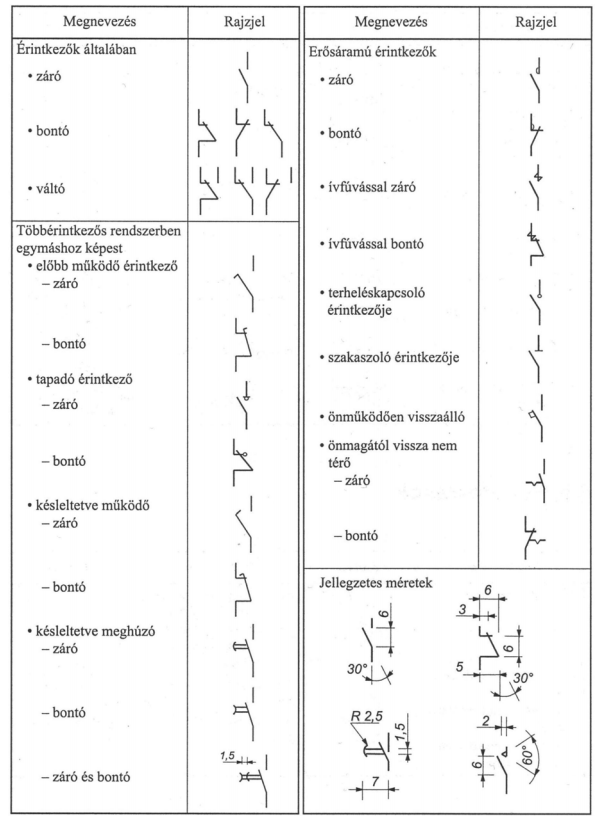 Megnevezés
Rajzjel
Érintkezők általában
• záró
• bontó
• váltó
Többérintkezős rendszerben
egymáshoz képest
• előbb működő érintkező
– záró
– bontó
• tapadó érintkező
– záró
– bontó
• késleltetve működő
– záró
– bontó
• késleltetve meghúzó
– záró
– bontó
– záró és bontó
1,5
Megnevezés
Rajzjel
Erősáramú érintkezők
• záró
• bontó
• ívfúvással záró
• ívfúvással bontó
• terheléskapcsoló
érintkezője
• szakaszoló érintkezője
• önműködően visszaálló
• önmagától vissza nem
térő
– záró
– bontó
Jellegzetes méretek
6
30°
6
3
6
5
30°
R 2,5
1,5
7
2
6
60°